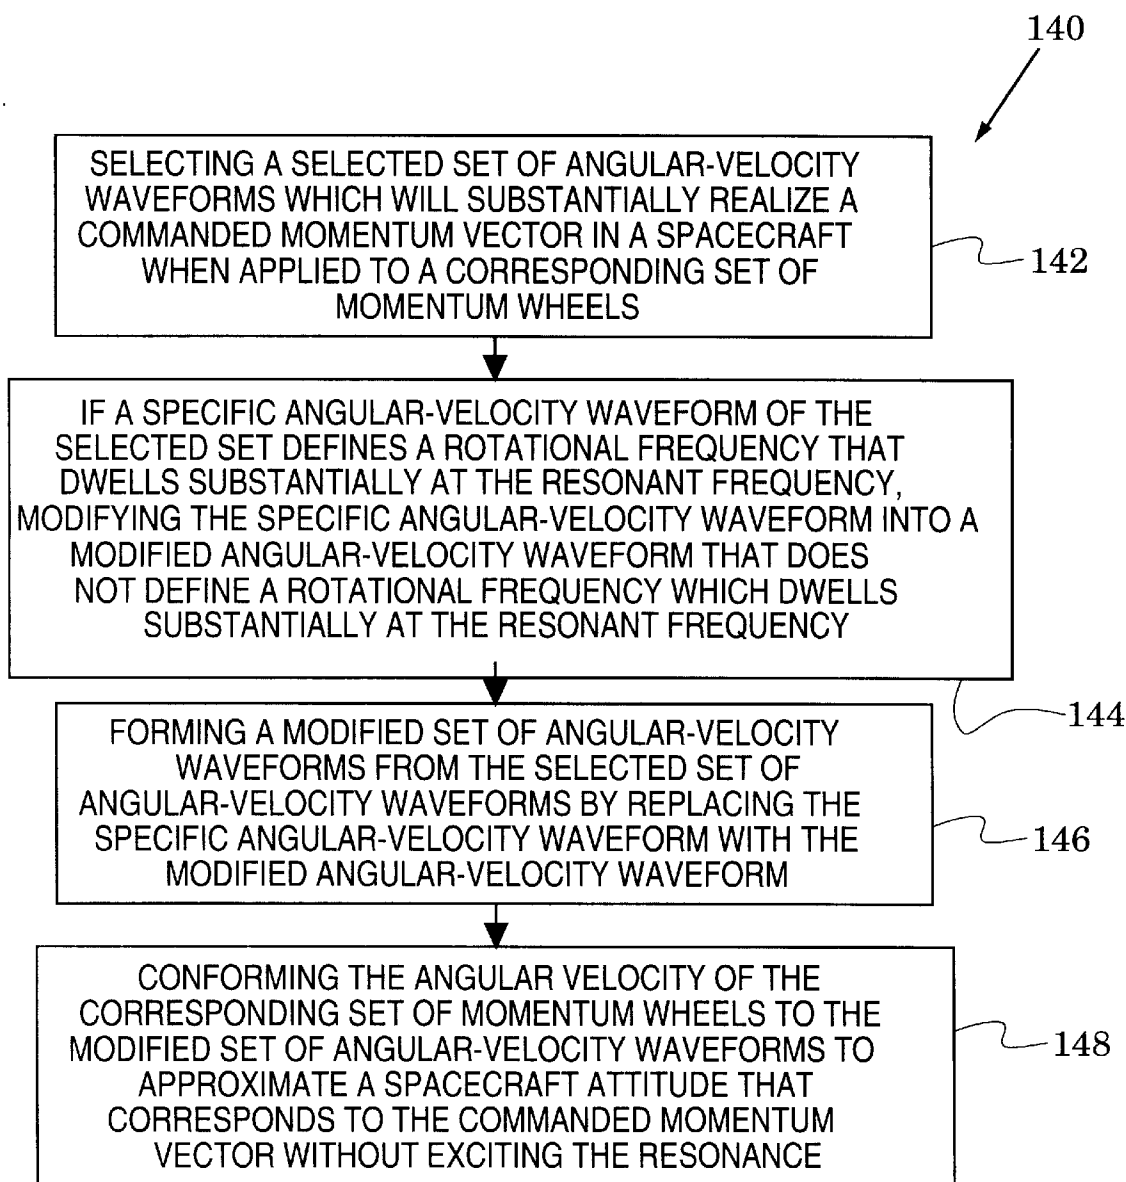 140
SELECTING A SELECTED SET OF ANGULAR-VELOCITY
WAVEFORMS WHICH WILL SUBSTANTIALLY REALIZE A
COMMANDED MOMENTUM VECTOR IN A SPACECRAFT
WHEN APPLIED TO A CORRESPONDING SET OF
MOMENTUM WHEELS
142
IF A SPECIFIC ANGULAR-VELOCITY WAVEFORM OF THE
SELECTED SET DEFINES A ROTATIONAL FREQUENCY THAT
DWELLS SUBSTANTIALLY AT THE RESONANT FREQUENCY,
MODIFYING THE SPECIFIC ANGULAR-VELOCITY WAVEFORM INTO A
MODIFIED ANGULAR-VELOCITY WAVEFORM THAT DOES
NOT DEFINE A ROTATIONAL FREQUENCY WHICH DWELLS
SUBSTANTIALLY AT THE RESONANT FREQUENCY
144
FORMING A MODIFIED SET OF ANGULAR-VELOCITY
WAVEFORMS FROM THE SELECTED SET OF
ANGULAR-VELOCITY WAVEFORMS BY REPLACING THE
SPECIFIC ANGULAR-VELOCITY WAVEFORM WITH THE
MODIFIED ANGULAR-VELOCITY WAVEFORM
146
CONFORMING THE ANGULAR VELOCITY OF THE
CORRESPONDING SET OF MOMENTUM WHEELS TO THE
MODIFIED SET OF ANGULAR-VELOCITY WAVEFORMS TO
APPROXIMATE A SPACECRAFT ATTITUDE THAT
CORRESPONDS TO THE COMMANDED MOMENTUM
VECTOR WITHOUT EXCITING THE RESONANCE
148